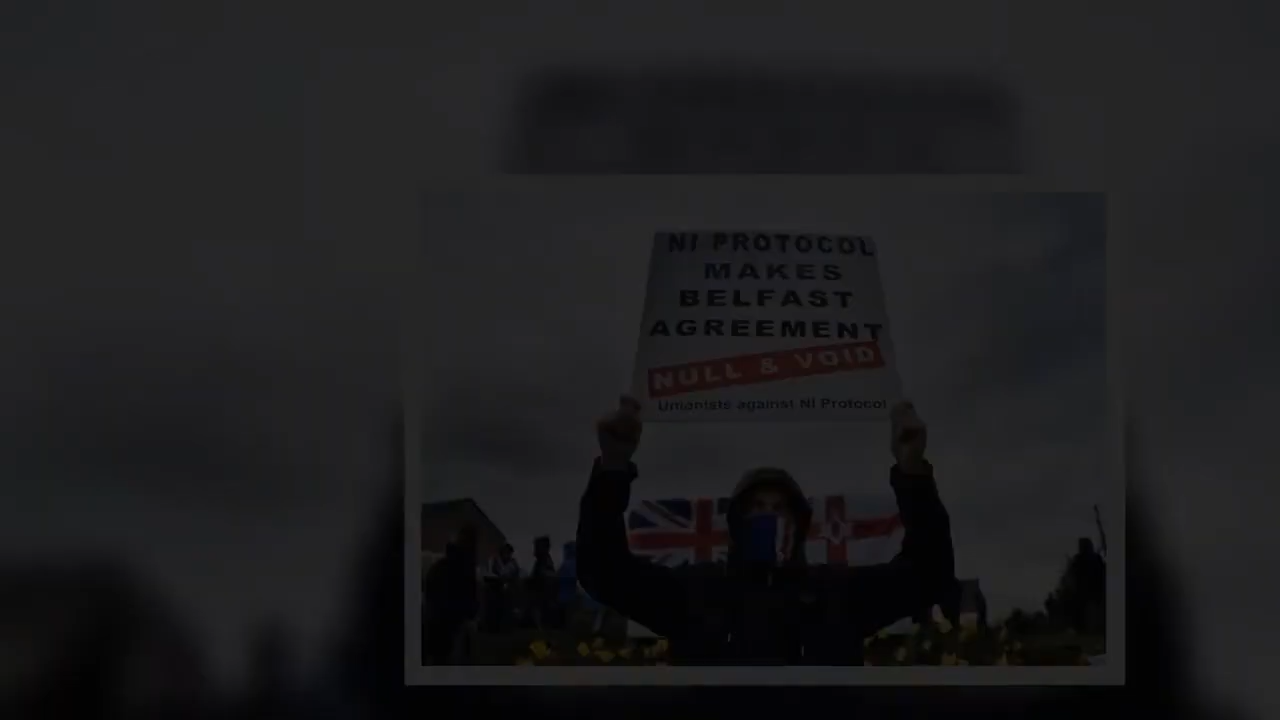 NI PROTOCOL
MAKES
BELFAST
AGREEMENT
NULL & VOID
Unionists against NI Protocol